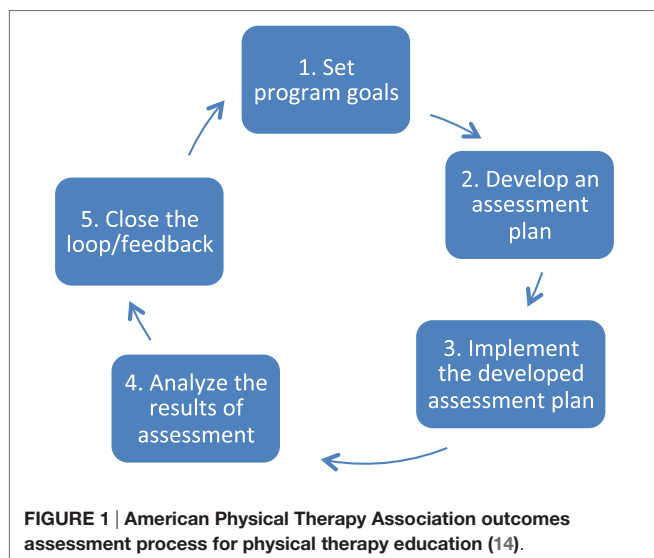 1. Set
program goals
2. Develop an
assessment
plan
3. Implement
the developed
assessment plan
4. Analyze the
results of
assessment
5. Close the
loop/feedback
FIGURE 1 | American Physical Therapy Association outcomes
assessment process for physical therapy education (14).